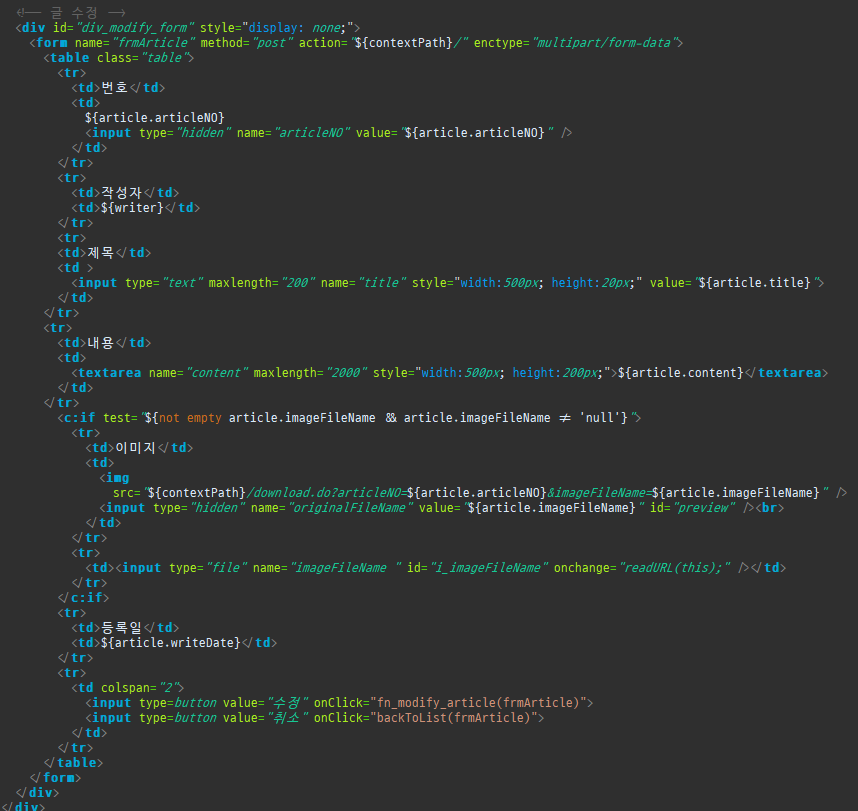 <!-- 글 수정 -->
<div id="div_modify_form" style="display: none;">
<form name="frmArticle" method="post" action="${contextPath}/" enctype="multipart/form-data">
<table class="table">
<tr>
<td>번호</td>
<td>
${article.articleNO}
<input type="hidden" name="articleNO" value="${article.articleNO}" />
</td>
</tr>
<tr>
<td>작성자</td>
<td>${writer}</td>
</tr>
<tr>
<td>제목</td>
<td >
<input type="text" maxlength="200" name="title" style="width:500px; height:20px;" value="${article.title}">
</td>
</tr>
<tr>
<td>내용</td>
<td>
<textarea name="content" maxlength="2000" style="width:500px; height:200px;">${article.content}</textarea>
</td>
</tr>
<c:if test="${not empty article.imageFileName && article.imageFileName != 'null'}">
<tr>
<td>이미지</td>
<td>
<img
src="${contextPath}/download.do?articleNO=${article.articleNO}&imageFileName=${article.imageFileName}" />
<input type="hidden" name="originalFileName" value="${article.imageFileName}" id="preview" /><br>
</td>
</tr>
<tr>
<td><input type="file" name="imageFileName " id="i_imageFileName" onchange="readURL(this);" /></td>
</tr>
</c:if>
<tr>
<td>등록일</td>
<td>${article.writeDate}</td>
</tr>
<tr>
<td colspan="2">
<input type=button value="수정" onClick="fn_modify_article(frmArticle)">
<input type=button value="취소" onClick="backToList(frmArticle)">
</td>
</tr>
</table>
</form>
</div>
</div>